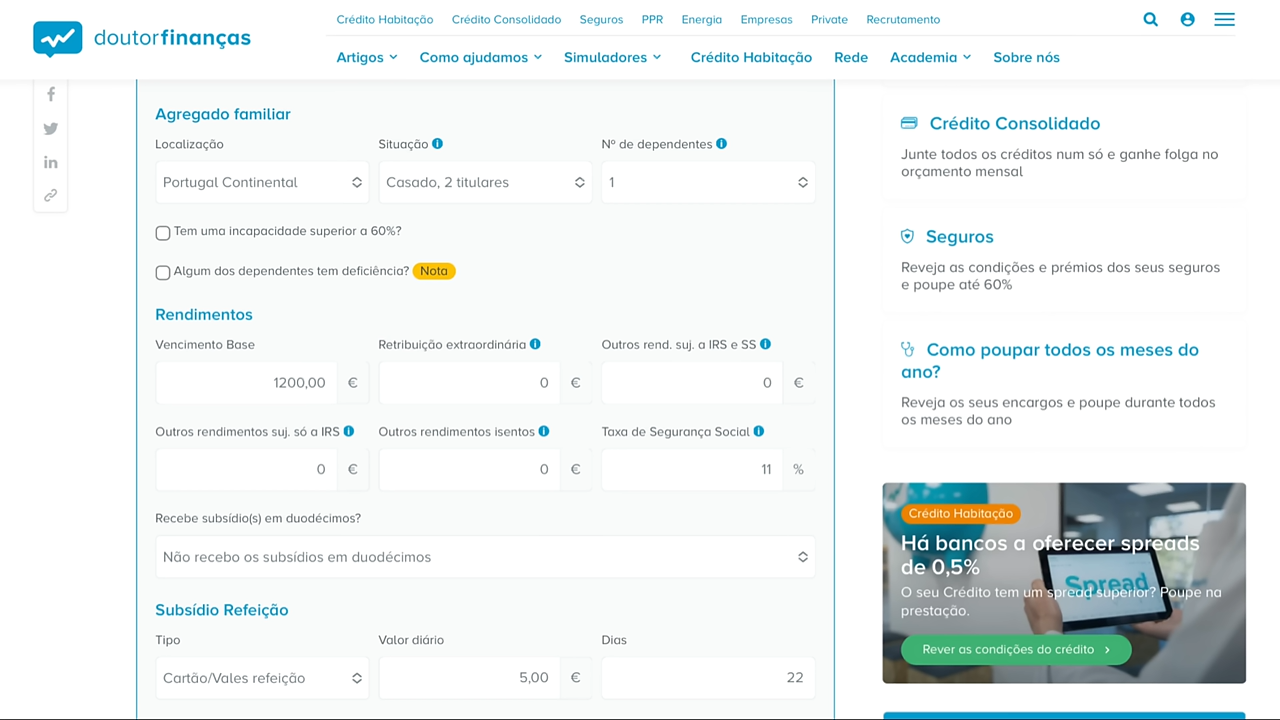 Crédito Habitação Crédito Consolidado Seguros PPR Energia Empresas Private Recrutamento
doutorfinanças
Artigos Como ajudamos Simuladores Crédito Habitação Rede Academia Sobre nós
Agregado familiar
Localização Situação Nº de dependentes
Portugal Continental Casado, 2 titulares 1
Tem uma incapacidade superior a 60%?
Algum dos dependentes tem deficiência? Nota
Rendimentos
Vencimento Base Retribuição extraordinária Outros rend. suj. a IRS e SS
1200,00 € 0 € 0 €
Outros rendimentos suj. só a IRS Outros rendimentos isentos Taxa de Segurança Social
0 € 0 € 11 %
Recebe subsídio(s) em duodécimos?
Não recebo os subsídios em duodécimos
Subsídio Refeição
Tipo Valor diário Dias
Cartão/Vales refeição 5,00 € 22
Crédito Consolidado
Junte todos os créditos num só e ganhe folga no
orçamento mensal
Seguros
Reveja as condições e prémios dos seus seguros
e poupe até 60%
Como poupar todos os meses do
ano?
Reveja os seus encargos e poupe durante todos
os meses do ano
Crédito Habitação
Há bancos a oferecer spreads
de 0,5%
Spread
O seu Crédito tem um spread superior? Poupe na
prestação.
Rever as condições do crédito